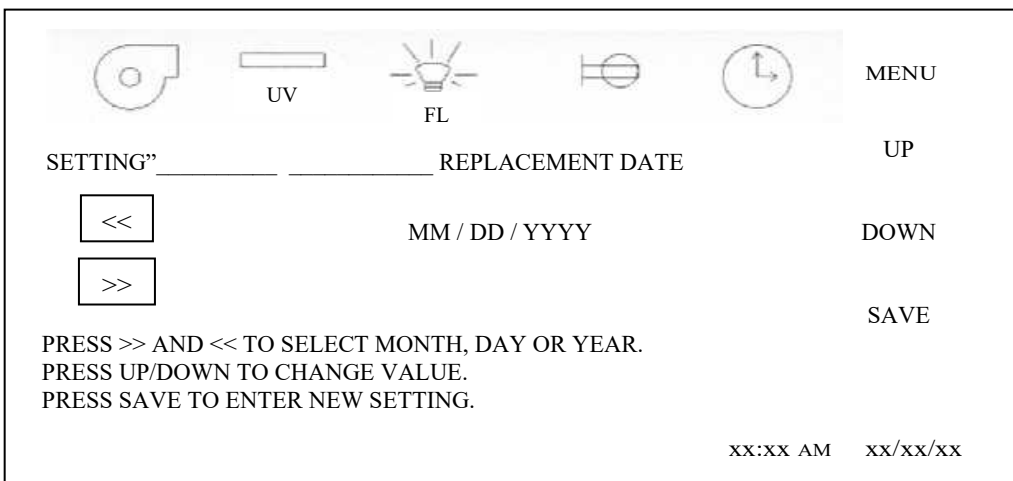 UV
FL
MENU
SETTING”__________ ____________ REPLACEMENT DATE
UP
<<
MM / DD / YYYY
DOWN
>>
SAVE
PRESS >> AND << TO SELECT MONTH, DAY OR YEAR.
PRESS UP/DOWN TO CHANGE VALUE.
PRESS SAVE TO ENTER NEW SETTING.
xx:xx AM xx/xx/xx